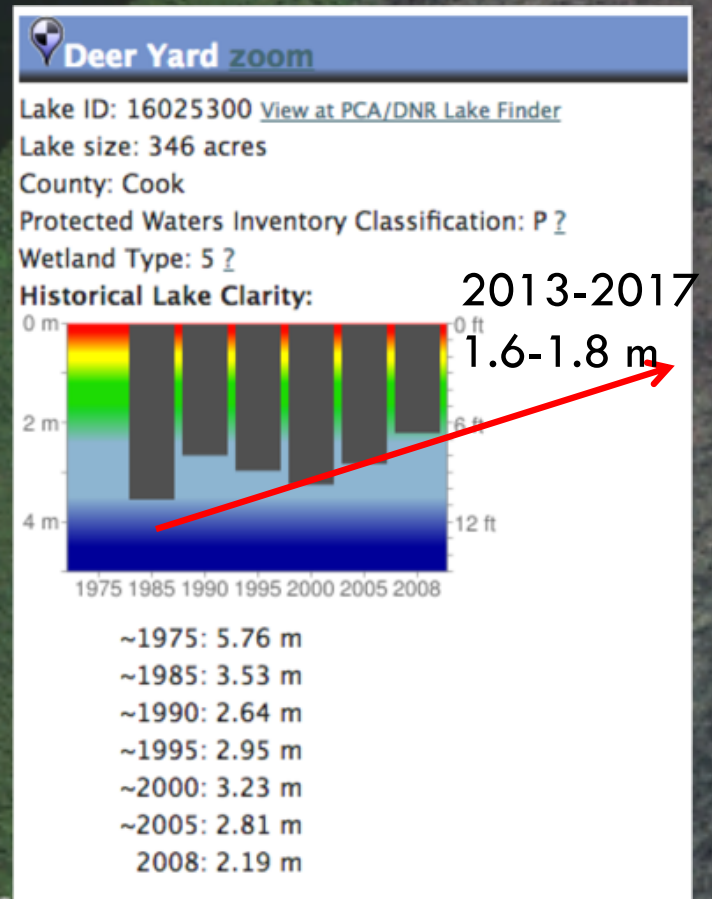 Deer Yard zoom
Lake ID: 16025300 View at PCA/DNR Lake Finder
Lake size: 346 acres
County: Cook
Protected Waters Inventory Classification: P ?
Wetland Type: 5 ?
Historical Lake Clarity:
2013-2017
1.6-1.8 m
0 m
0 ft
2 m
6 ft
4 m
12 ft
1975 1985 1990 1995 2000 2005 2008
~1975: 5.76 m
~1985: 3.53 m
~1990: 2.64 m
~1995: 2.95 m
~2000: 3.23 m
~2005: 2.81 m
2008: 2.19 m